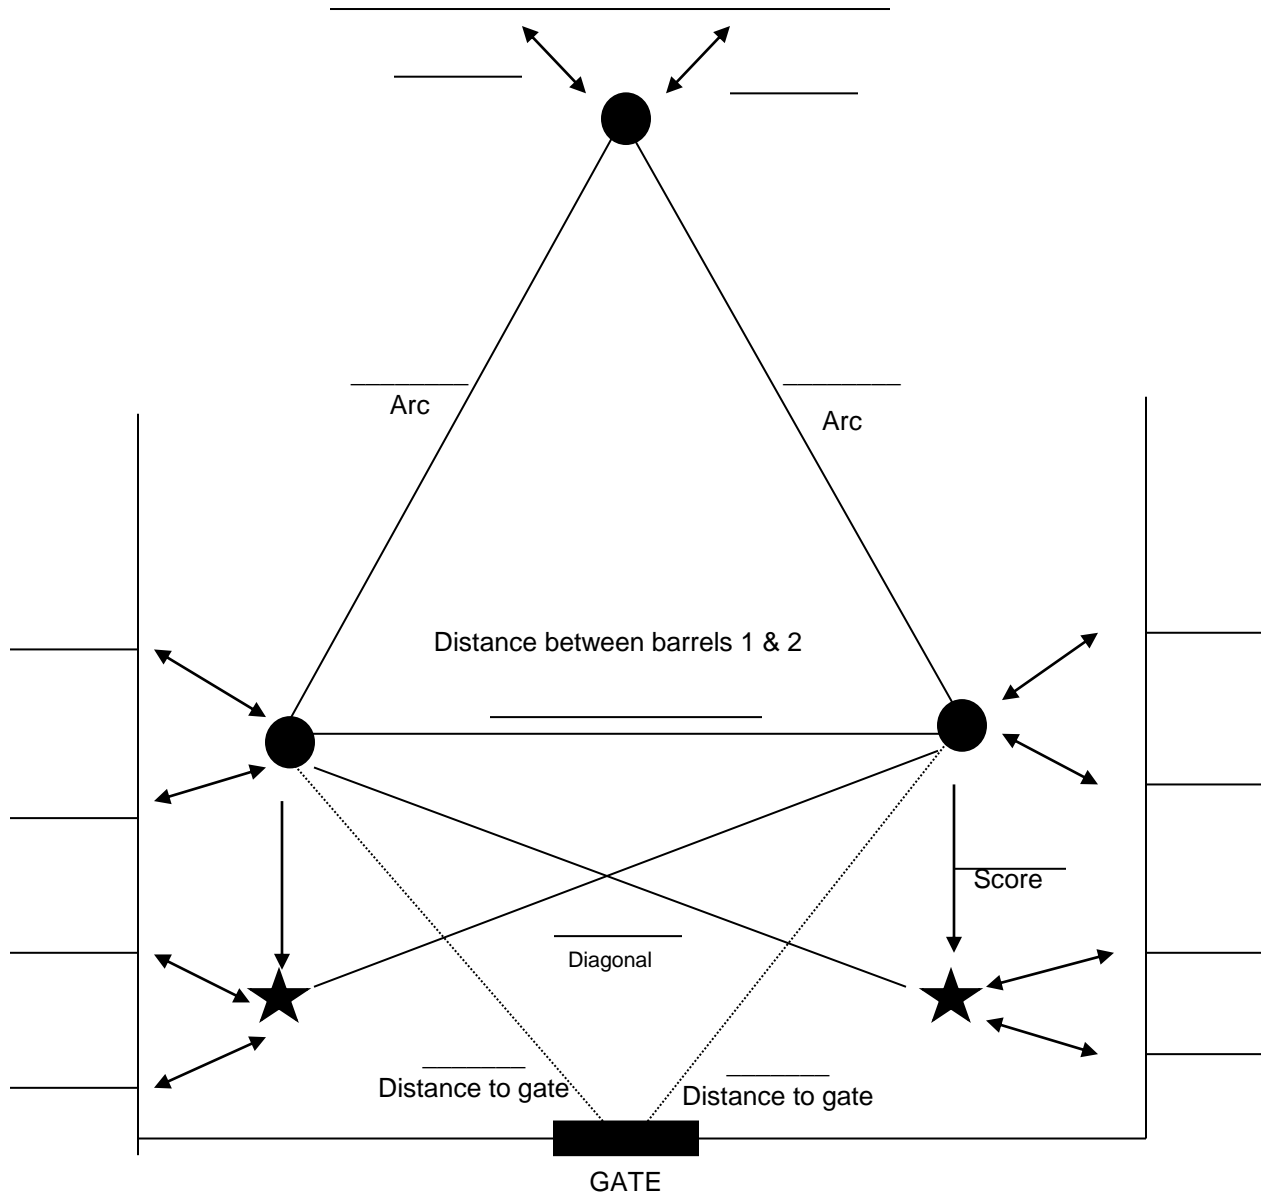 Arc
Arc
Distance between barrels 1 & 2
Score
Diagonal
Distance to gate
Distance to gate
GATE